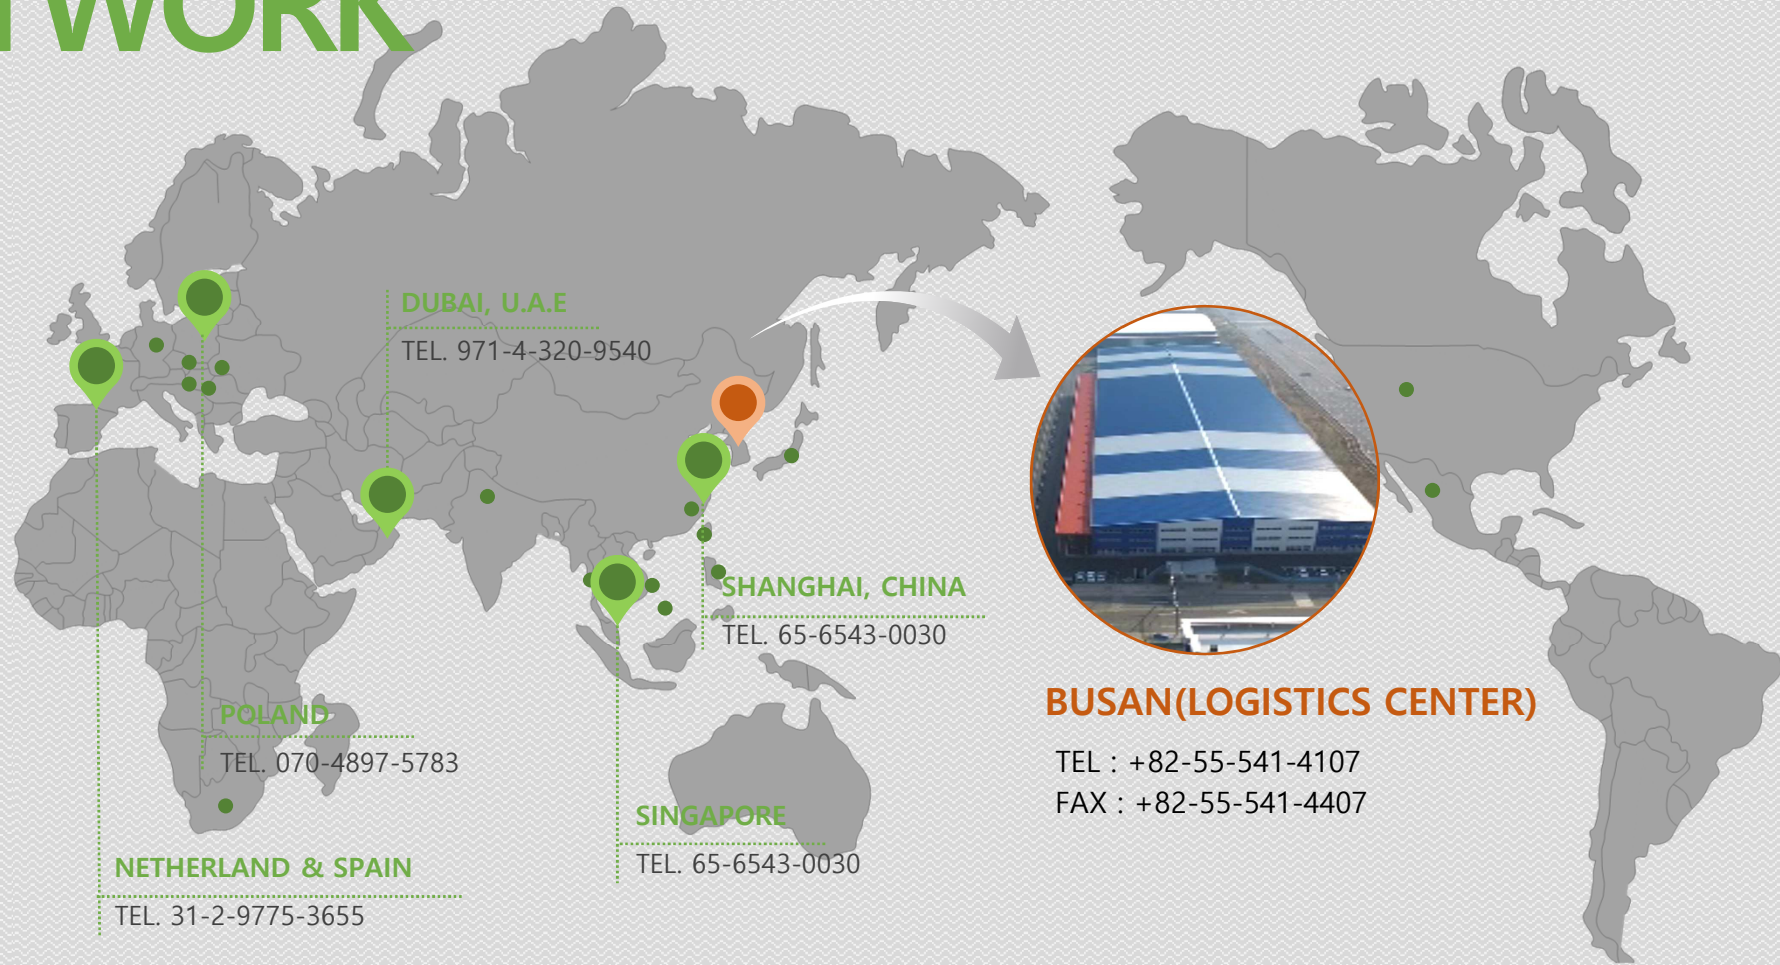 TWORK
DUBAI, U.A.E
TEL. 971-4-320-9540
SHANGHAI, CHINA
TEL. 65-6543-0030
BUSAN(LOGISTICS CENTER)
TEL : +82-55-541-4107
FAX : +82-55-541-4407
POLAND
TEL. 070-4897-5783
SINGAPORE
TEL. 65-6543-0030
NETHERLAND & SPAIN
TEL. 31-2-9775-3655